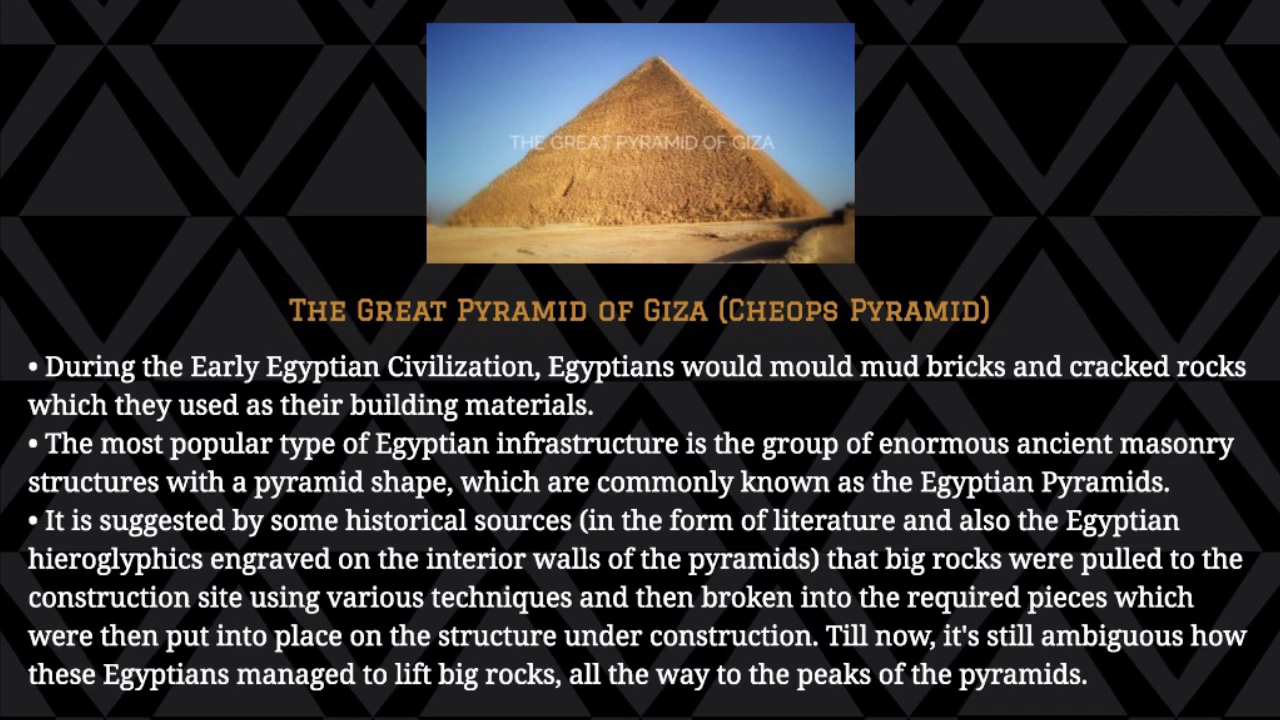 THE GREAT PYRAMID OF GIZA
The Great Pyramid of Giza (Cheops Pyramid)
• During the Early Egyptian Civilization, Egyptians would mould mud bricks and cracked rocks
which they used as their building materials.
• The most popular type of Egyptian infrastructure is the group of enormous ancient masonry
structures with a pyramid shape, which are commonly known as the Egyptian Pyramids.
• It is suggested by some historical sources (in the form of literature and also the Egyptian
hieroglyphics engraved on the interior walls of the pyramids) that big rocks were pulled to the
construction site using various techniques and then broken into the required pieces which
were then put into place on the structure under construction. Till now, it's still ambiguous how
these Egyptians managed to lift big rocks, all the way to the peaks of the pyramids.